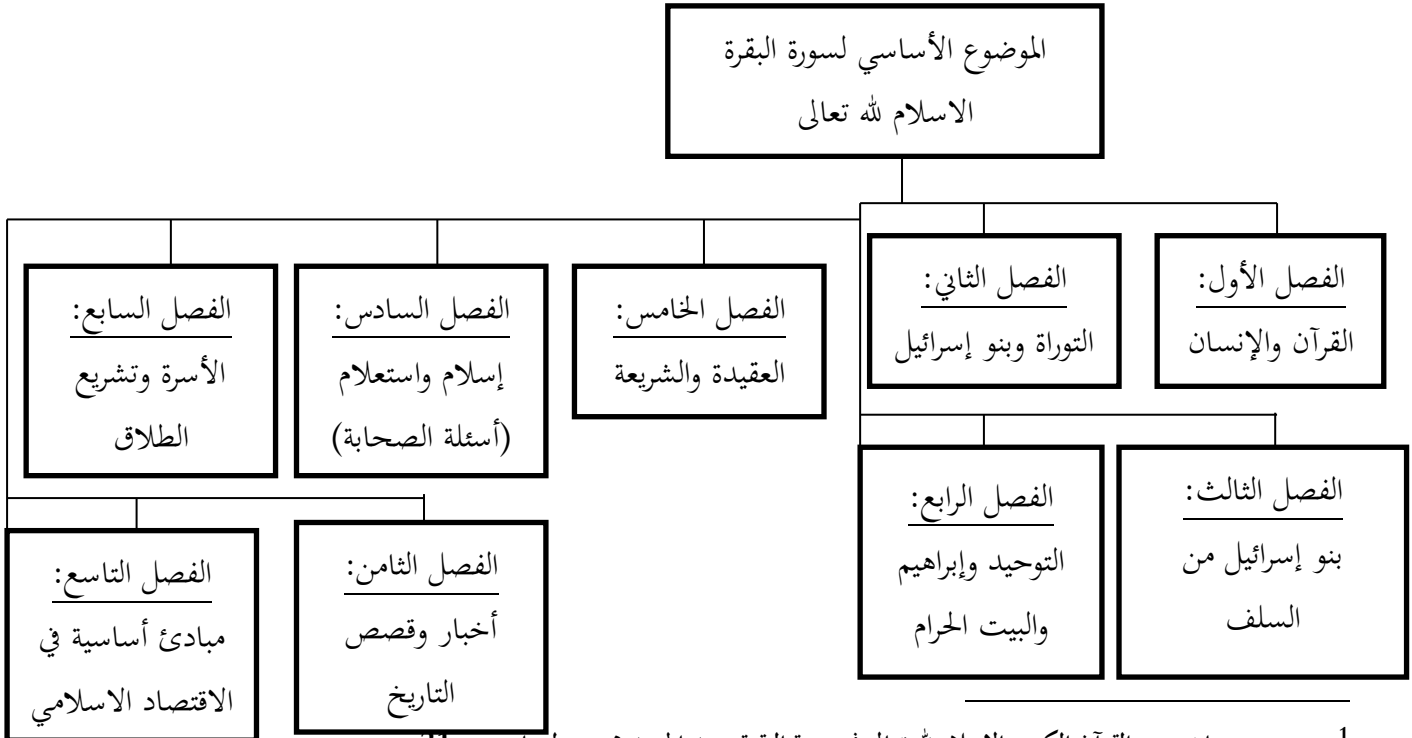 الموضوع الأساسي لسورة البقرة
الاسلام لله تعالى
الفصل الأول:
القرآن والإنسان
الفصل الثاني:
التوراة وبنو إسرائيل
الفصل الثالث:
بنو إسرائيل من
السلف
الفصل الرابع:
التوحيد وإبراهيم
والبيت الحرام
الفصل الخامس:
العقيدة والشريعة
الفصل السادس:
إسلام واستعلام
(أسئلة الصحابة)
الفصل السابع:
الأسرة وتشريع
الطلاق
الفصل الثامن:
أخبار وقصص
التاريخ
الفصل التاسع:
مبادئ أساسية في
الاقتصاد الاسلامي
1